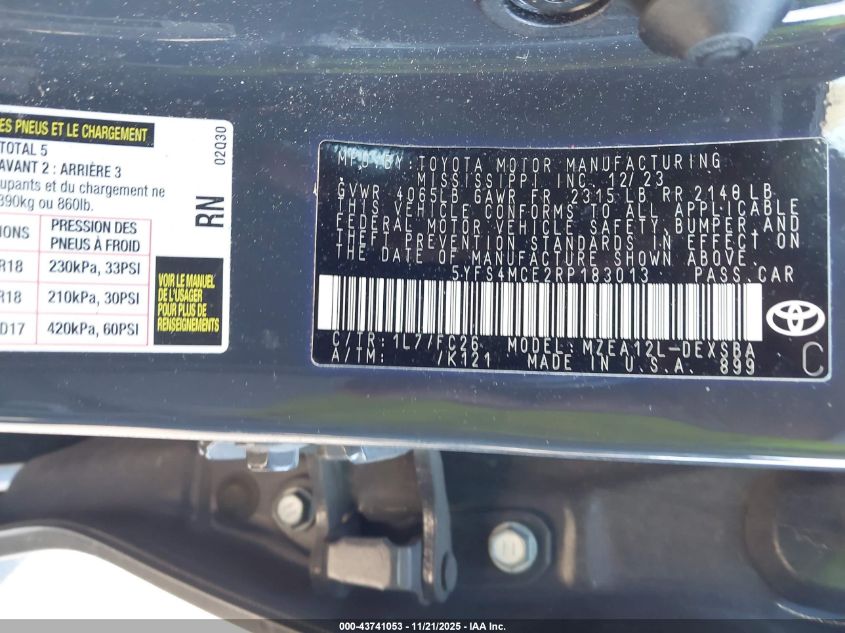 ES PNEUS ET LE CHARGEMENT
TOTAL 5
AVANT 2 : ARRIÈRE 3
upants et du chargement ne
390kg ou 860lb.
IONS PRESSION DES PNEUS À FROID
R18 230kPa, 33PSI
R18 210kPa, 30PSI
D17 420kPa, 60PSI
VOIR LE MANUEL
DE L'USAGER
POUR PLUS DE
RENSEIGNEMENTS
RN 02Q30
MFD. BY: TOYOTA MOTOR MANUFACTURING
MISSISSIPPI INC. 12/23
GVWR 4065LB GAWR FR 2315 LB RR 2148 LB
THIS VEHICLE CONFORMS TO ALL APPLICABLE
FEDERAL MOTOR VEHICLE SAFETY,BUMPER,AND
THEFT PREVENTION STANDARDS IN EFFECT ON
THE DATE OF MANUFACTURE SHOWN ABOVE.
5YFS4MCE2RP183013 PASS.CAR
C/TR: 1L7/FC26 MODEL: MZEA12L-DEXSBA
A/TM: /K121 MADE IN U.S.A. 899
C
000-43741053 - 11/21/2025 - IAA Inc.